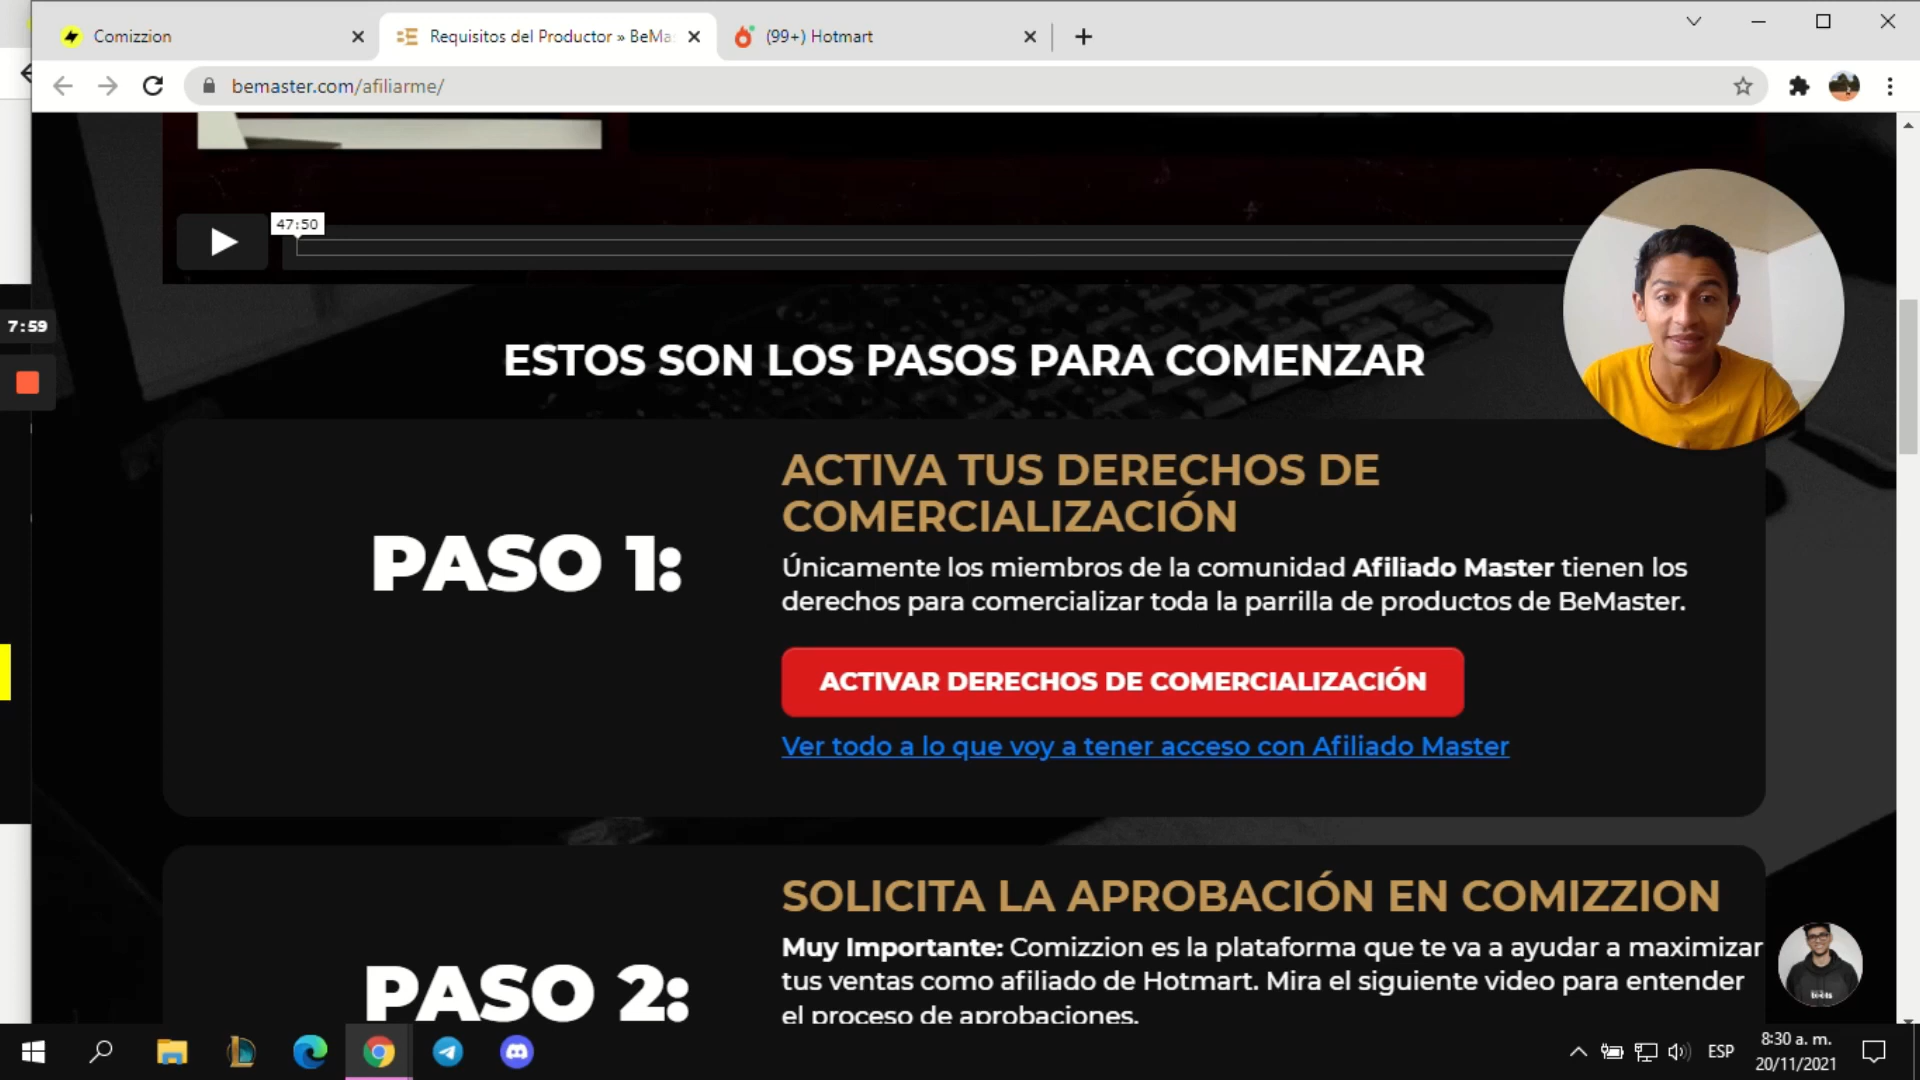 Comizzion
Requisitos del Productor » BeMa
(99+) Hotmart
bemaster.com/afiliarme/
47:50
7:59
ESTOS SON LOS PASOS PARA COMENZAR
PASO 1:
ACTIVA TUS DERECHOS DE
COMERCIALIZACIÓN
Únicamente los miembros de la comunidad Afiliado Master tienen los
derechos para comercializar toda la parrilla de productos de BeMaster.
ACTIVAR DERECHOS DE COMERCIALIZACIÓN
Ver todo a lo que voy a tener acceso con Afiliado Master
PASO 2:
SOLICITA LA APROBACIÓN EN COMIZZION
Muy Importante: Comizzion es la plataforma que te va a ayudar a maximizar
tus ventas como afiliado de Hotmart. Mira el siguiente video para entender
el proceso de aprobaciones.
ESP
8:30 a. m.
20/11/2021